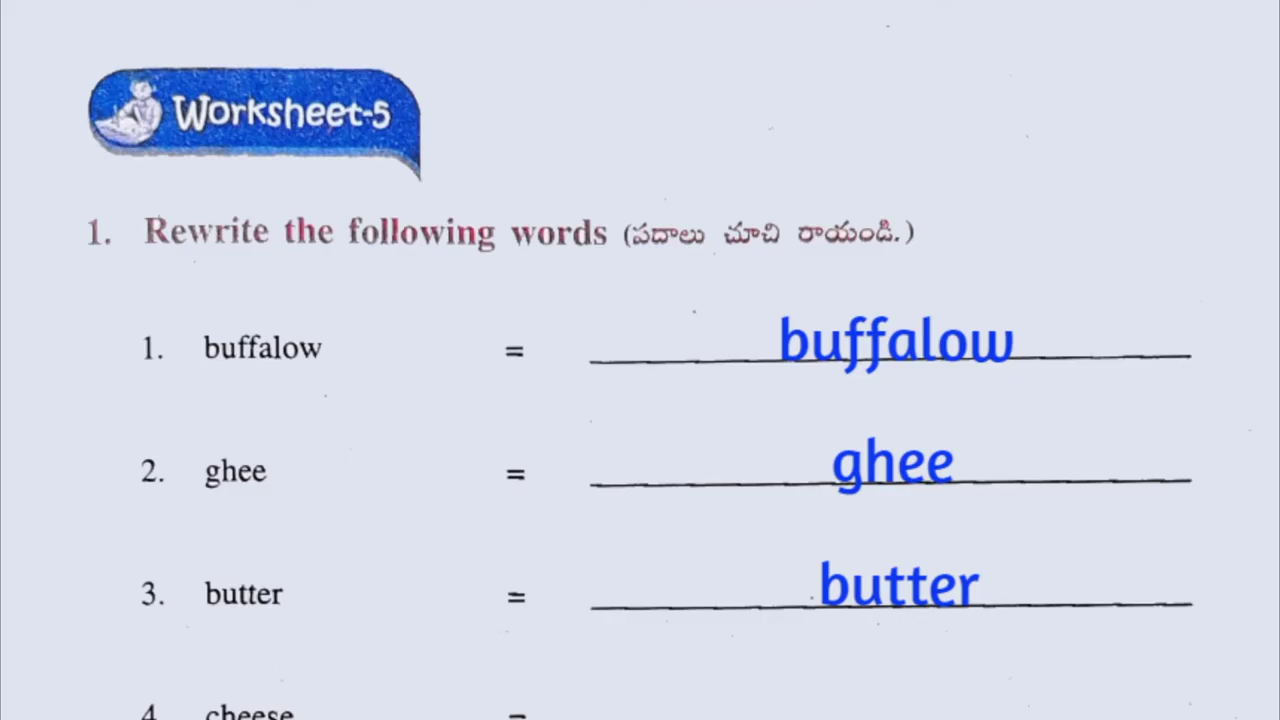 Worksheet-5
1. Rewrite the following words (పదాలు చూచి రాయండి.)
1. buffalow = buffalow
2. ghee = ghee
3. butter = butter
4. cheese =